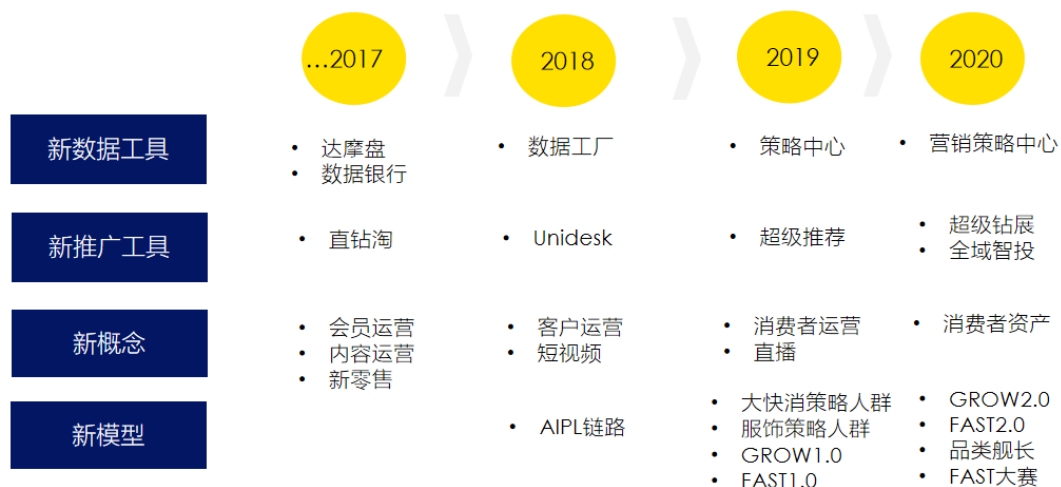 ...2017
2018
2019
2020
新数据工具
• 达摩盘
• 数据银行
• 数据工厂
• 策略中心
• 营销策略中心
新推广工具
• 直钻淘
• Unidesk
• 超级推荐
• 超级钻展
• 全域智投
新概念
• 会员运营
• 内容运营
• 新零售
• 客户运营
• 短视频
• 消费者运营
• 直播
• 消费者资产
新模型
• AIPL链路
• 大快消策略人群
• 服饰策略人群
• GROW1.0
• FAST1.0
• GROW2.0
• FAST2.0
• 品类舰长
• FAST大赛